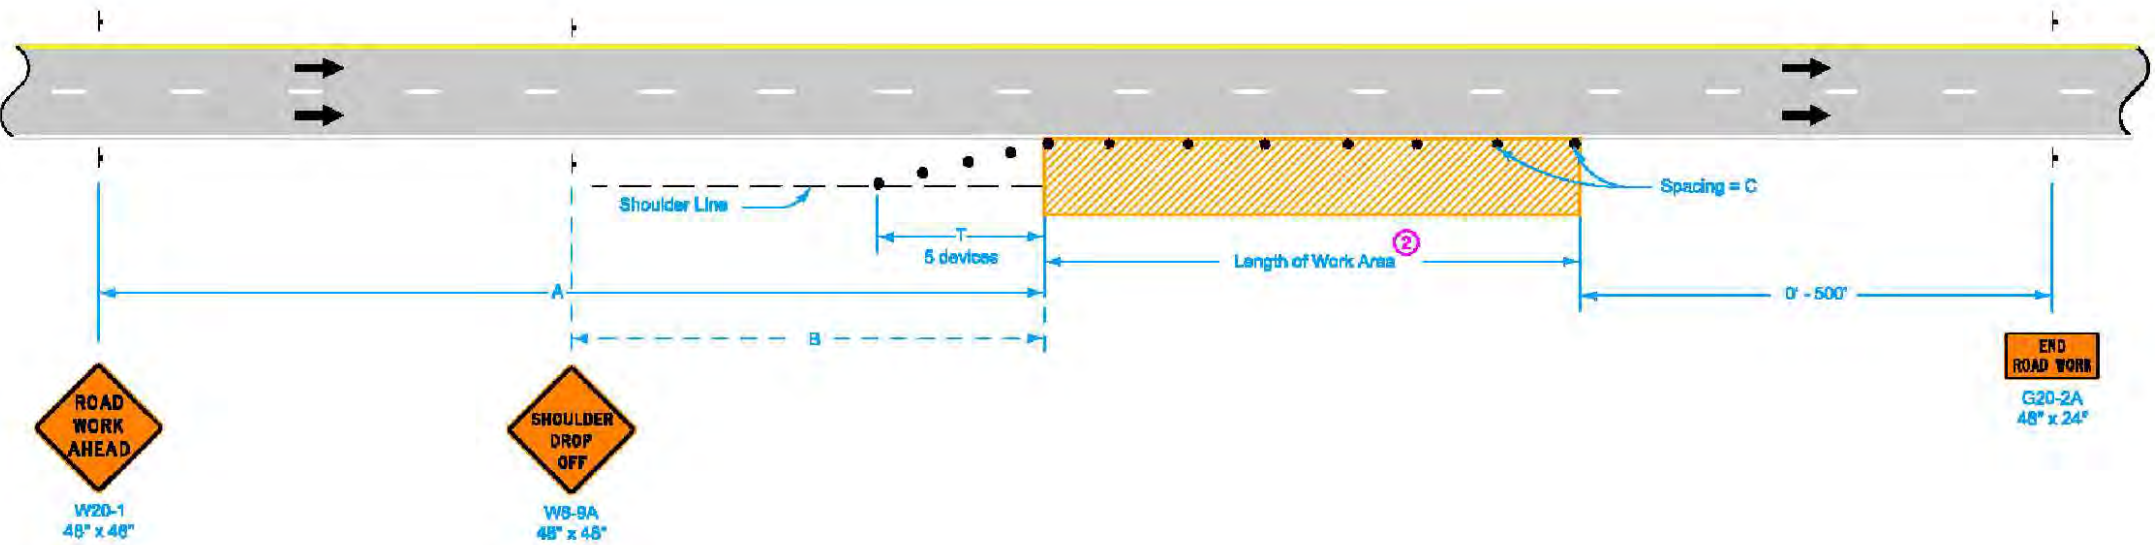 Shoulder Line
Spacing = C
T
5 devices
2
Length of Work Area
A
0' - 500'
B
ROAD
WORK
AHEAD
W20-1
48" x 48"
SHOULDER
DROP
OFF
W8-9A
48" x 48"
END
ROAD WORK
G20-2A
48" x 24"